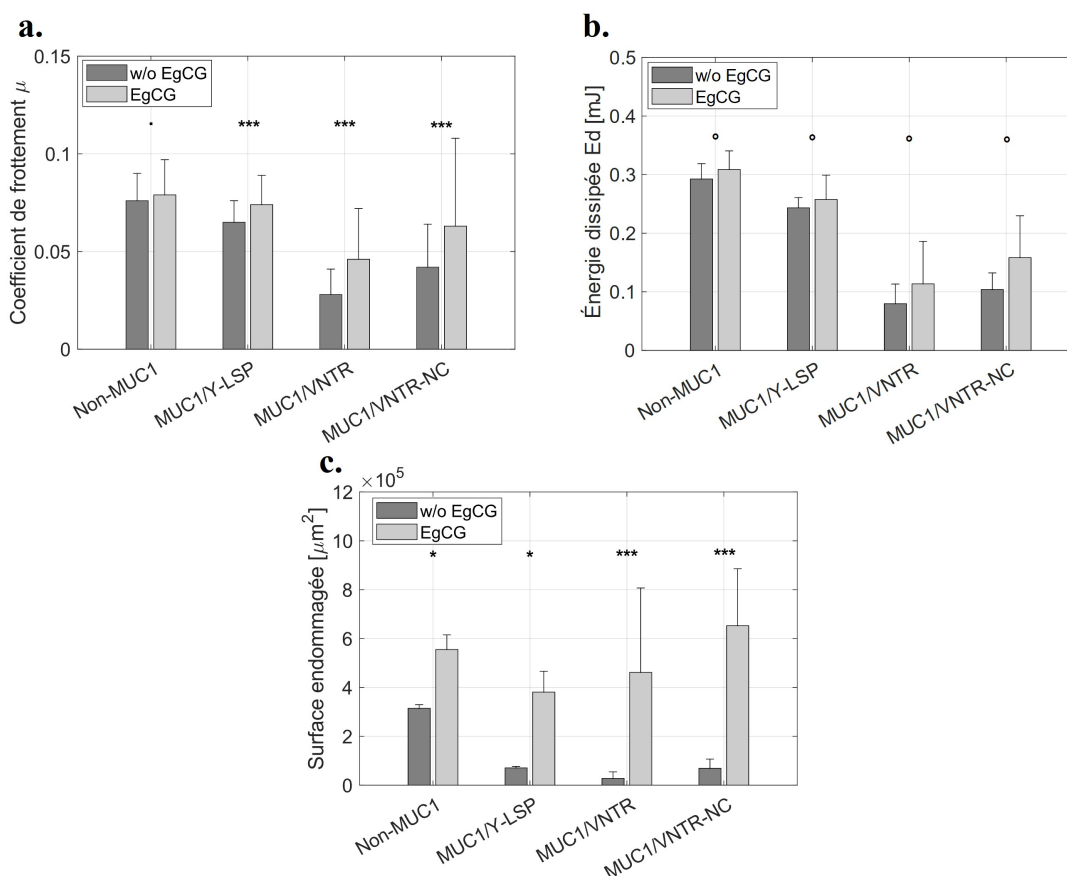 a.
Coefficient de frottement μ
0.15
0.1
0.05
0
w/o EgCG
EgCG
·
***
***
***
Non-MUC1
MUC1/Y-LSP
MUC1/VNTR
MUC1/VNTR-NC
b.
Énergie dissipée Ed [mJ]
0.5
0.4
0.3
0.2
0.1
0
w/o EgCG
EgCG
Non-MUC1
MUC1/Y-LSP
MUC1/VNTR
MUC1/VNTR-NC
c.
×10⁵
Surface endommagée [μm²]
12
10
8
6
4
2
0
w/o EgCG
EgCG
*
*
***
***
Non-MUC1
MUC1/Y-LSP
MUC1/VNTR
MUC1/VNTR-NC